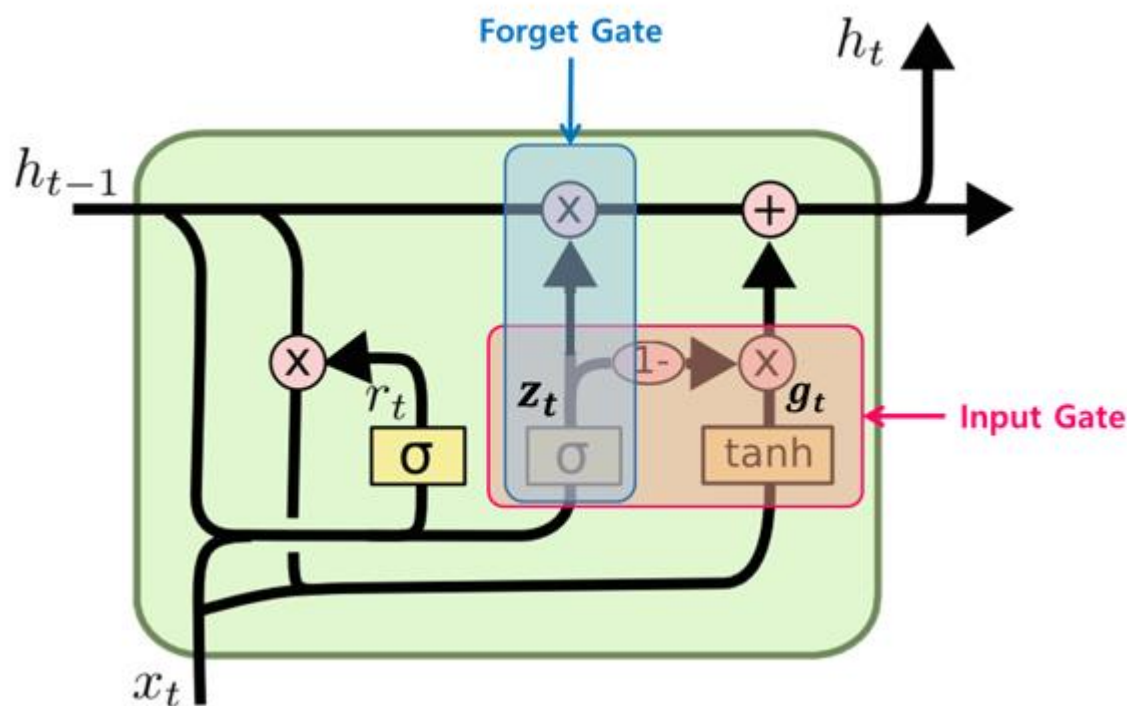 Forget Gate
h_t
h_{t-1}
x
+
x
r_t
z_t
1-
x
g_t
Input Gate
σ
σ
tanh
x_t